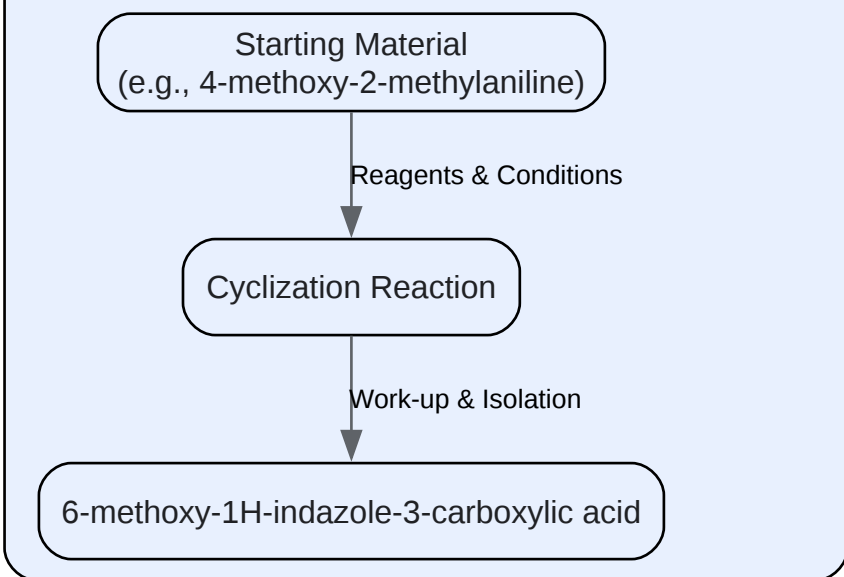 Starting Material
(e.g., 4-methoxy-2-methylaniline)
Reagents & Conditions
Cyclization Reaction
Work-up & Isolation
6-methoxy-1H-indazole-3-carboxylic acid